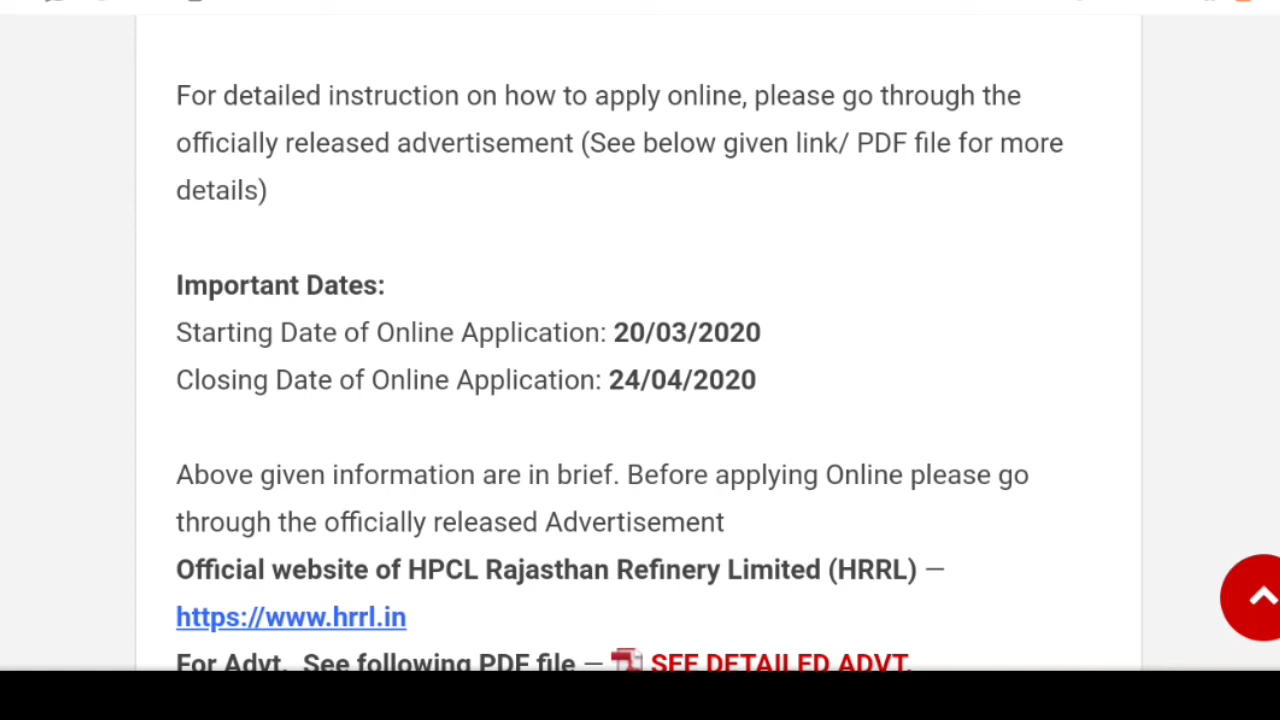 For detailed instruction on how to apply online, please go through the
officially released advertisement (See below given link/ PDF file for more
details)
Important Dates:
Starting Date of Online Application: 20/03/2020
Closing Date of Online Application: 24/04/2020
Above given information are in brief. Before applying Online please go
through the officially released Advertisement
Official website of HPCL Rajasthan Refinery Limited (HRRL) —
https://www.hrrl.in
For Advt. See following PDF file — SEE DETAILED ADVT.